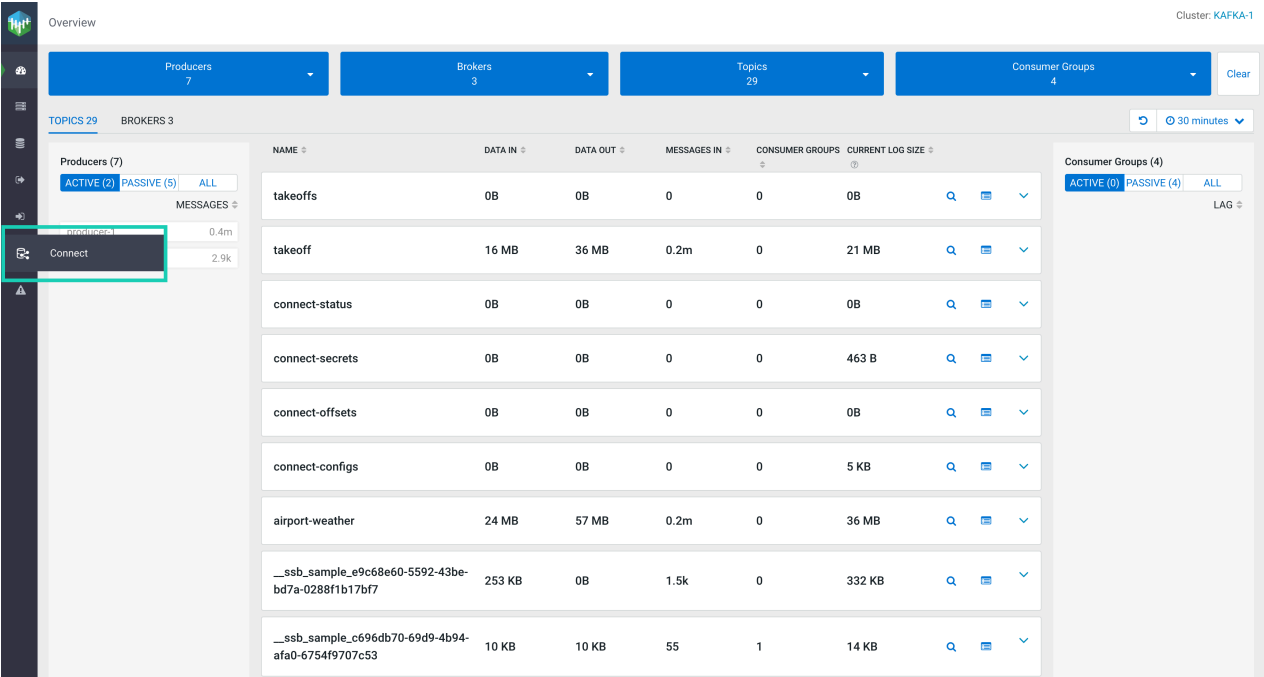 Overview
Cluster: KAFKA-1
Producers
7
Brokers
3
Topics
29
Consumer Groups
4
Clear
TOPICS 29 BROKERS 3
30 minutes
Producers (7)
ACTIVE (2) PASSIVE (5) ALL
MESSAGES
producer-1 0.4m
2.9k
Connect
NAME DATA IN DATA OUT MESSAGES IN CONSUMER GROUPS CURRENT LOG SIZE
takeoffs 0B 0B 0 0 0B
takeoff 16 MB 36 MB 0.2m 0 21 MB
connect-status 0B 0B 0 0 0B
connect-secrets 0B 0B 0 0 463 B
connect-offsets 0B 0B 0 0 0B
connect-configs 0B 0B 0 0 5 KB
airport-weather 24 MB 57 MB 0.2m 0 36 MB
__ssb_sample_e9c68e60-5592-43be-
bd7a-0288f1b17bf7 253 KB 0B 1.5k 0 332 KB
__ssb_sample_c696db70-69d9-4b94-
afa0-6754f9707c53 10 KB 10 KB 55 1 14 KB
Consumer Groups (4)
ACTIVE (0) PASSIVE (4) ALL
LAG